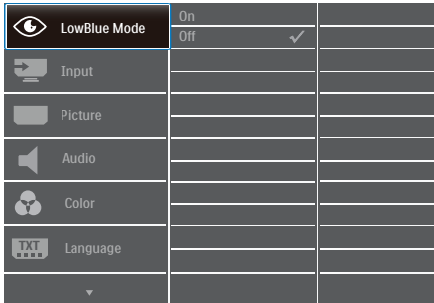 LowBlue Mode
On
Off
Input
Picture
Audio
Color
TXT
Language